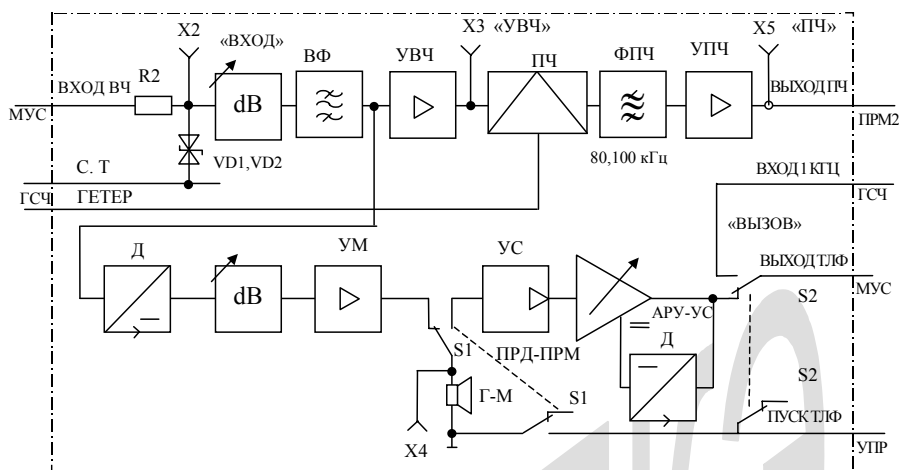 X2
«ВХОД»
ВФ
УВЧ
X3 «УВЧ»
ПЧ
ФПЧ
УПЧ
X5 «ПЧ»
ВХОД ВЧ
R2
dB
ВЫХОД ПЧ
МУС
ПРМ2
VD1,VD2
80,100 кГц
С. Т
ВХОД 1 КГЦ
ГСЧ
ГЕТЕР
ГСЧ
«ВЫЗОВ»
Д
УМ
УС
ВЫХОД ТЛФ
dB
S2
МУС
АРУ-УС
S1
ПРД-ПРМ
Д
S2
Г-М
S1
ПУСК ТЛФ
X4
УПР